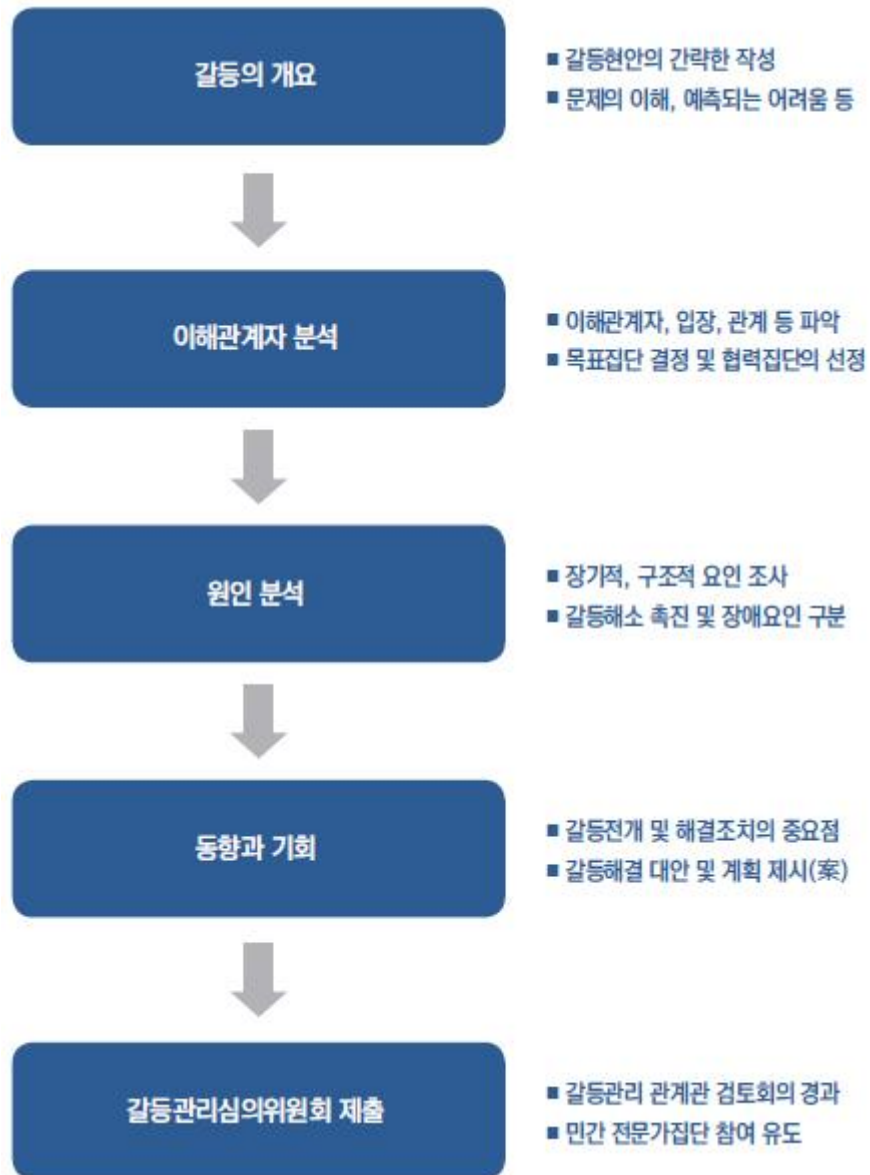 갈등의 개요
■ 갈등현안의 간략한 작성
■ 문제의 이해, 예측되는 어려움 등
이해관계자 분석
■ 이해관계자, 입장, 관계 등 파악
■ 목표집단 결정 및 협력집단의 선정
원인 분석
■ 장기적, 구조적 요인 조사
■ 갈등해소 촉진 및 장애요인 구분
동향과 기회
■ 갈등전개 및 해결조치의 중요점
■ 갈등해결 대안 및 계획 제시(案)
갈등관리심의위원회 제출
■ 갈등관리 관계관 검토회의 경과
■ 민간 전문가집단 참여 유도